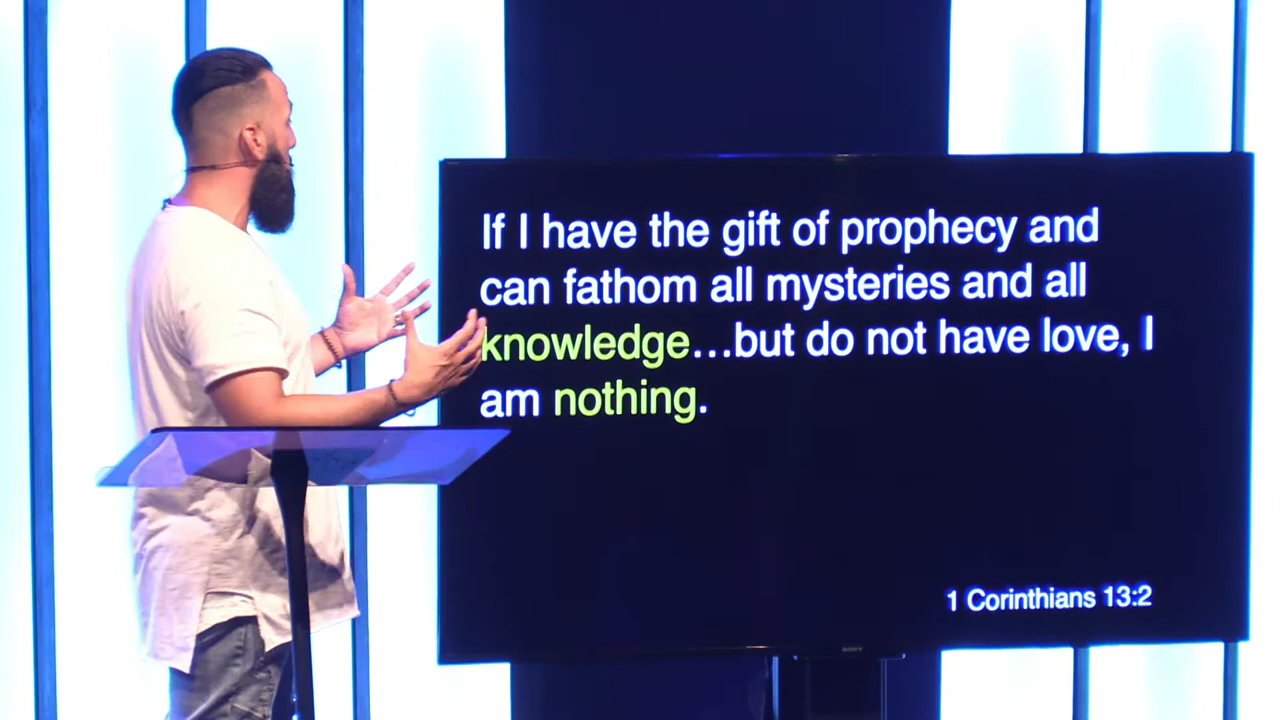 If I have the gift of prophecy and
can fathom all mysteries and all
knowledge...but do not have love, I
am nothing.
1 Corinthians 13:2
SONY